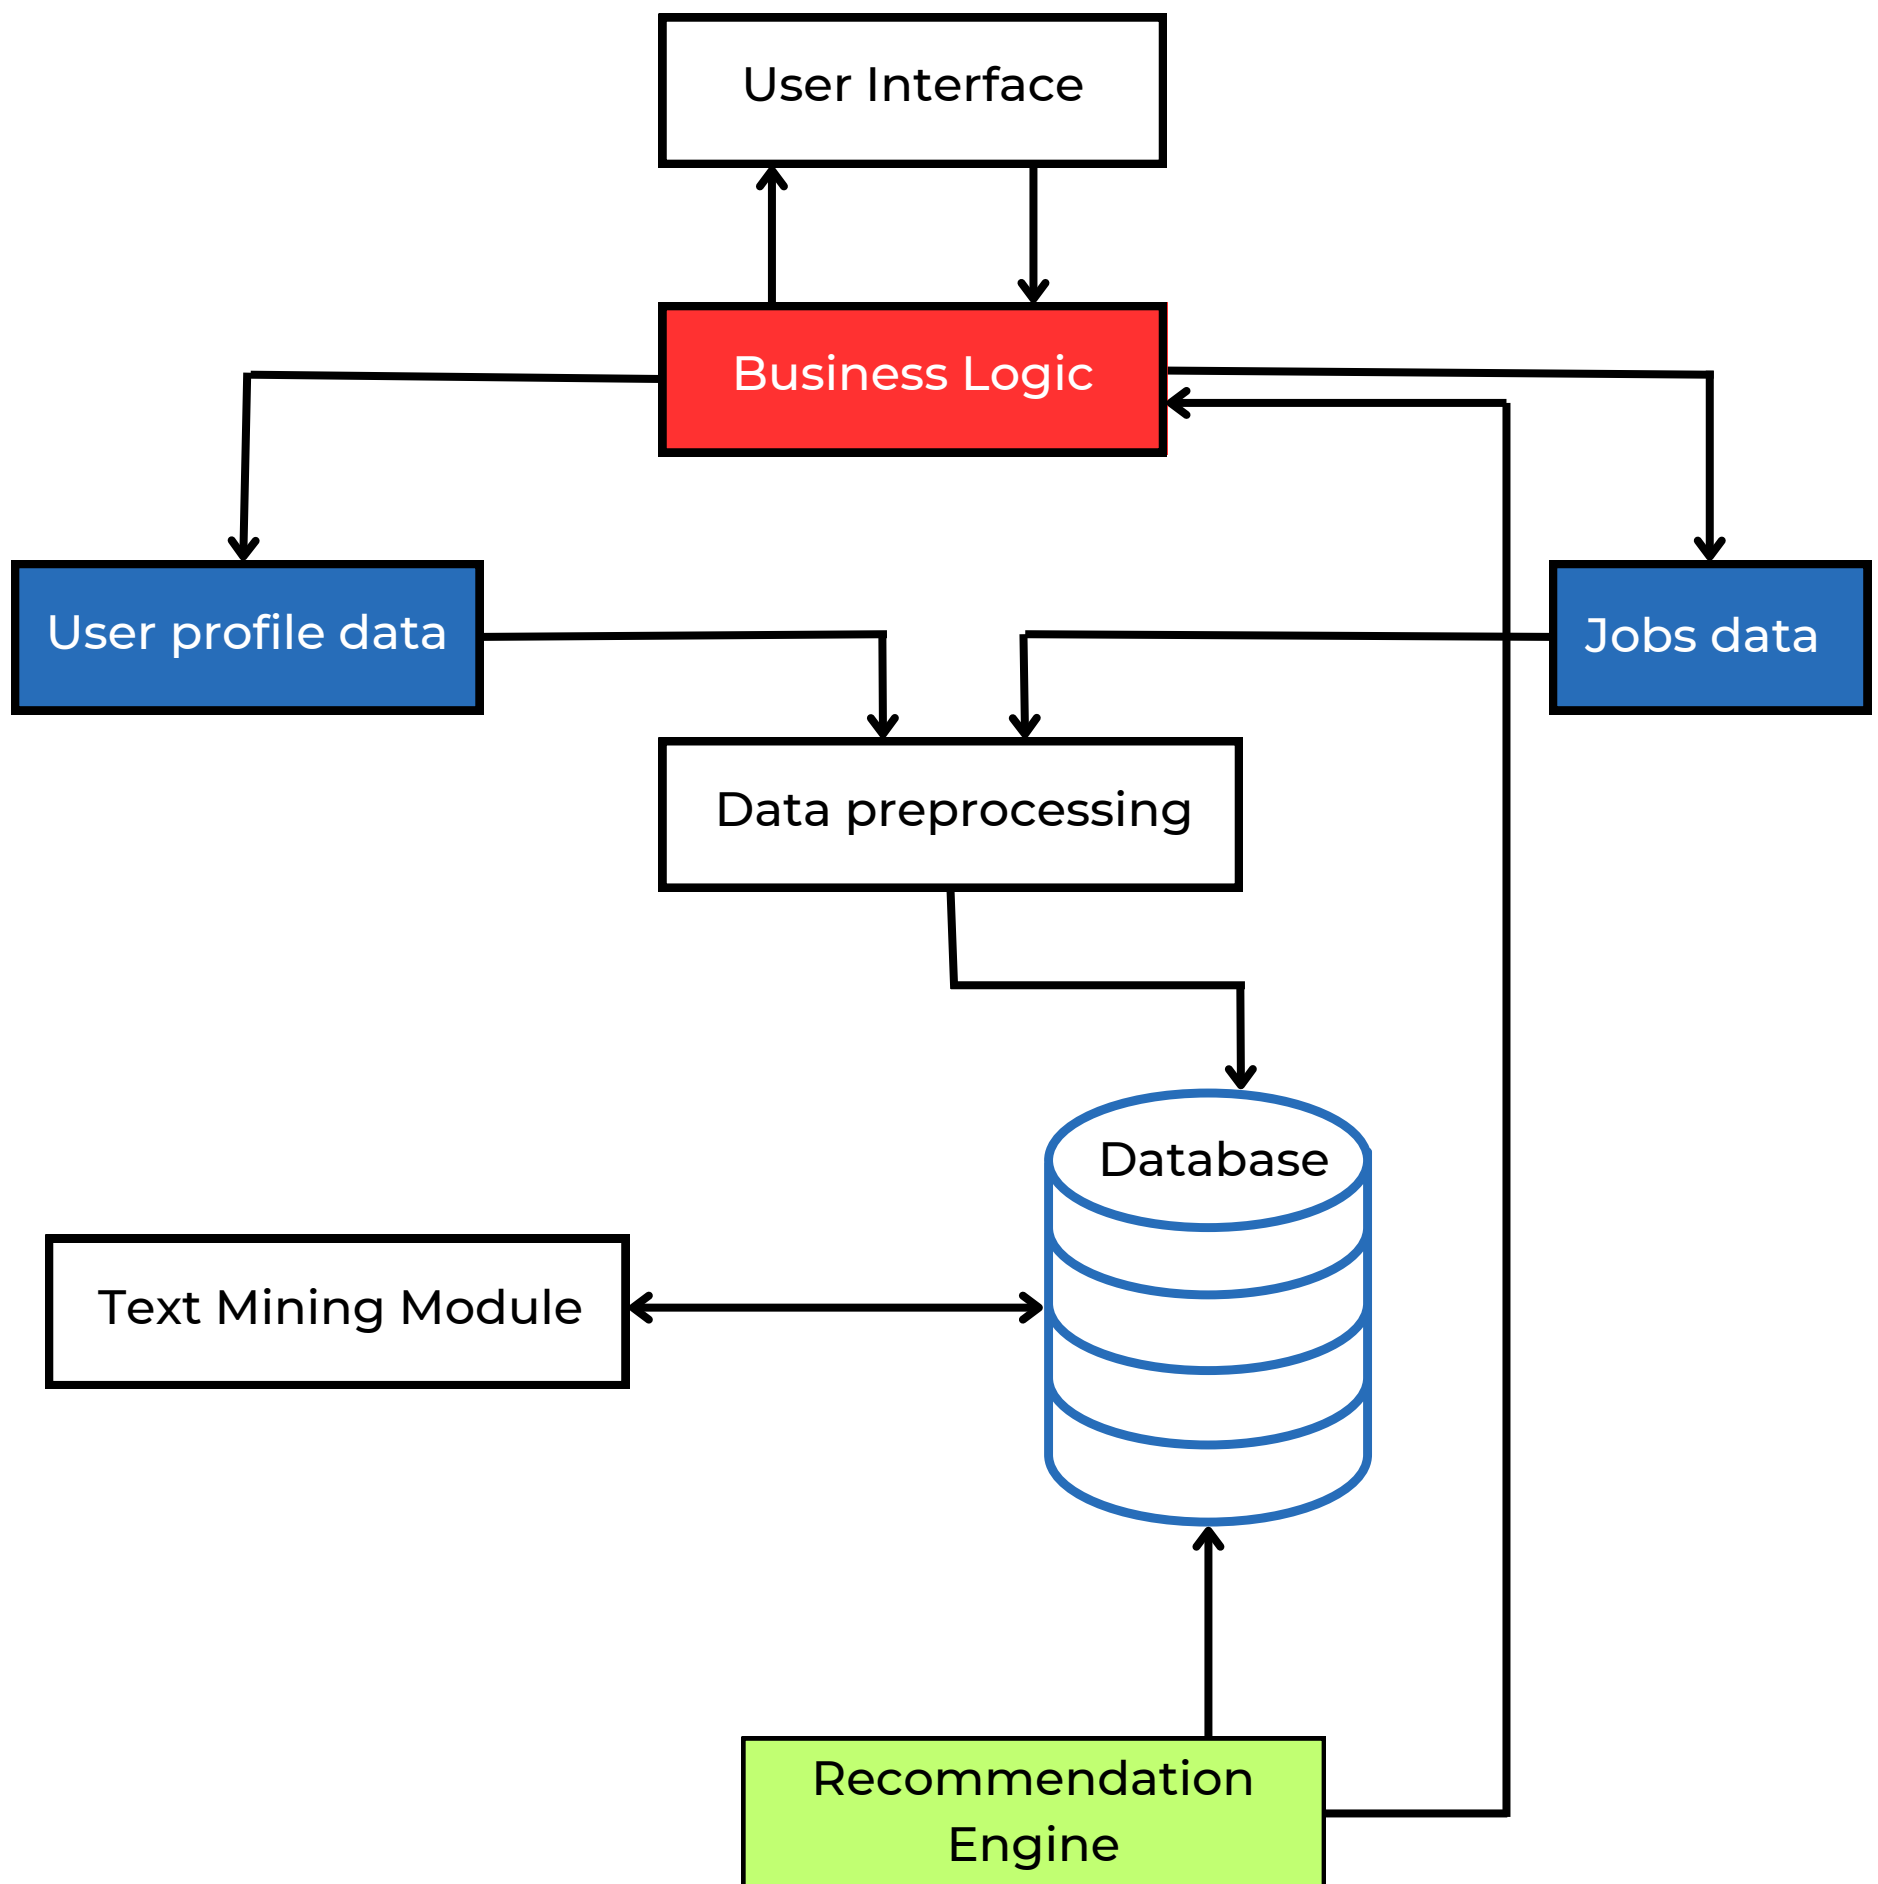 User Interface
Business Logic
User profile data
Jobs data
Data preprocessing
Database
Text Mining Module
Recommendation
Engine